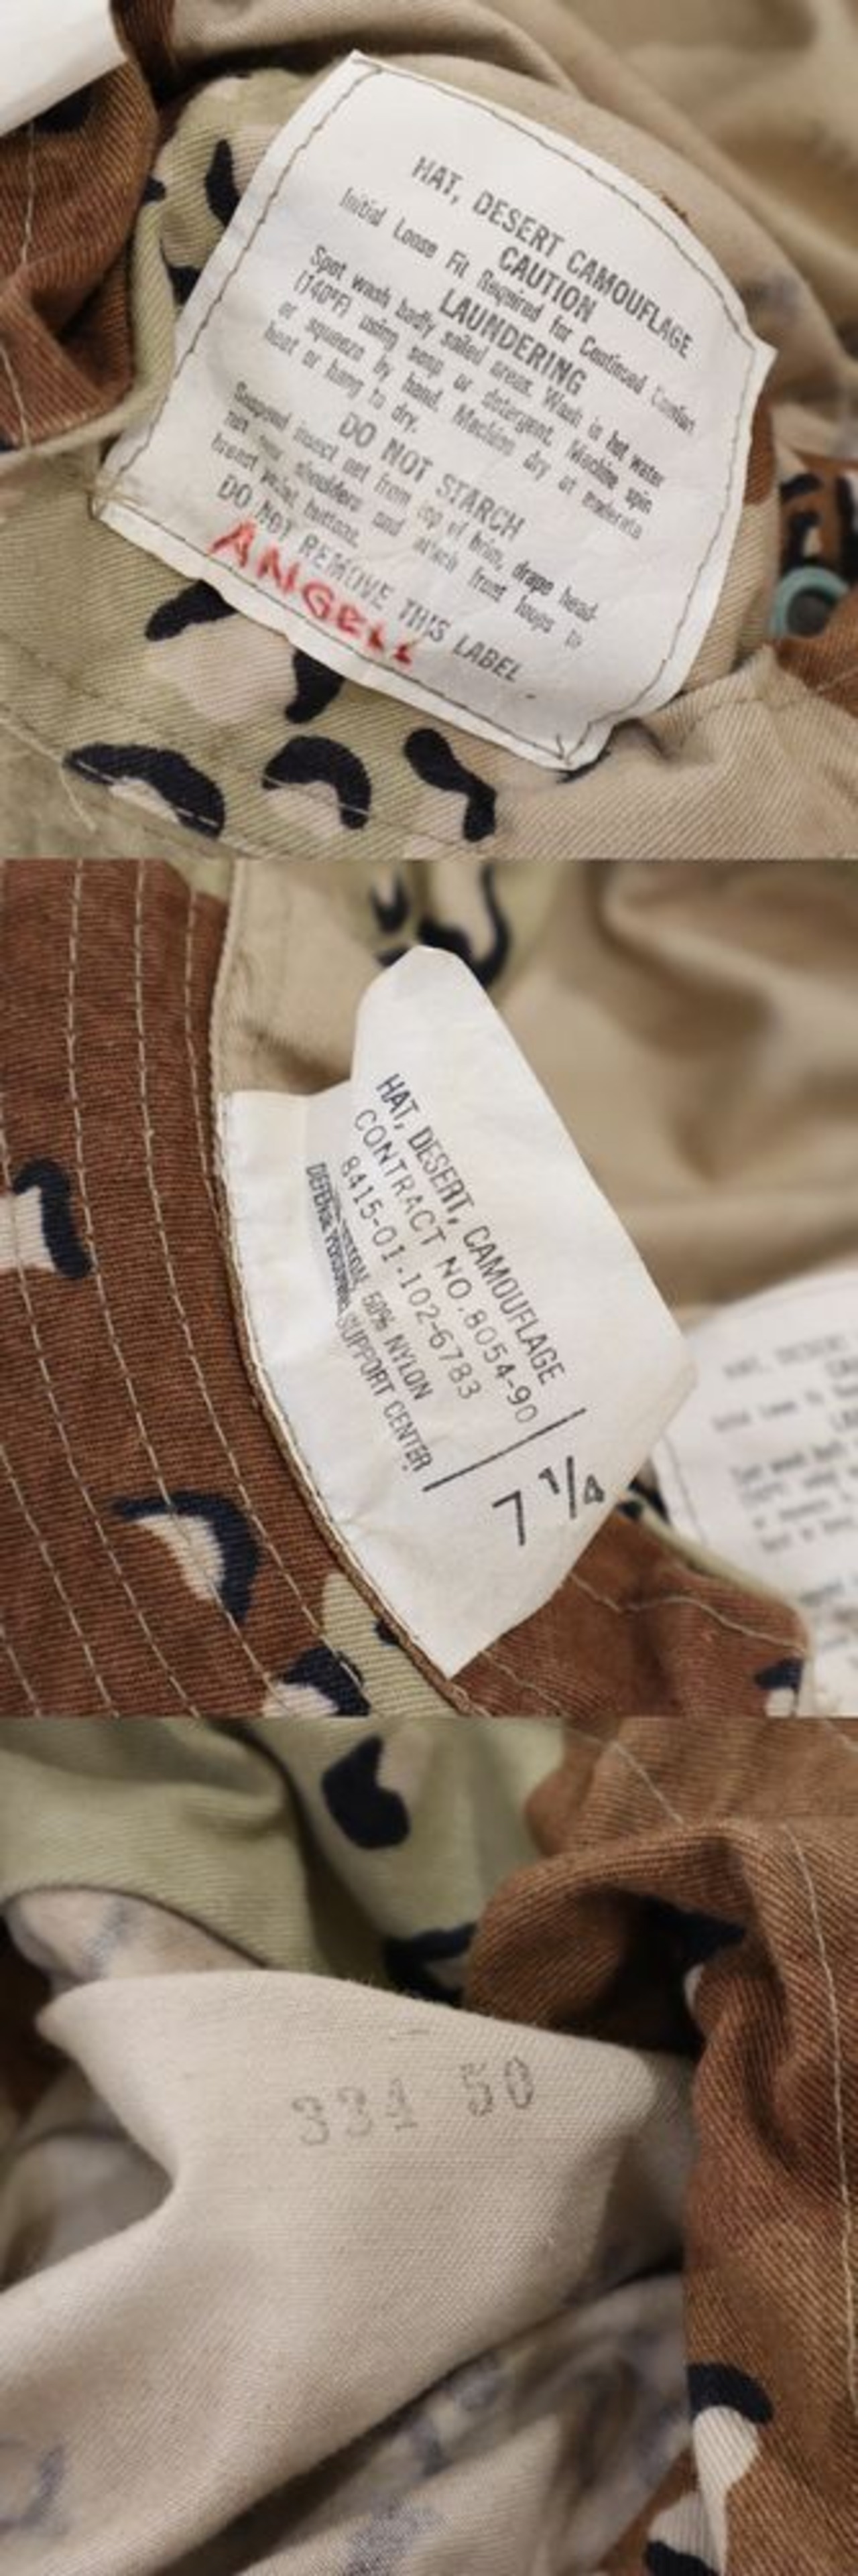 HAT, DESERT CAMOUFLAGE
CAUTION
Initial Loose Fit Required for Continued Comfort
LAUNDERING
Spot wash badly soiled areas. Wash in hot water
(140°F) using soap or detergent. Machine spin
or squeeze by hand. Machine dry at moderate
heat or hang to dry.
DO NOT STARCH
Suspend insect net from top of brim, drape head-
net over shoulders and attach front loops to
breast pocket buttons.
DO NOT REMOVE THIS LABEL
ANGELL
HAT, DESERT, CAMOUFLAGE
CONTRACT NO. 8054-90
8415-01-102-6783
50% NYLON
DEFENSE PERSONNEL SUPPORT CENTER
7 1/4
334 50